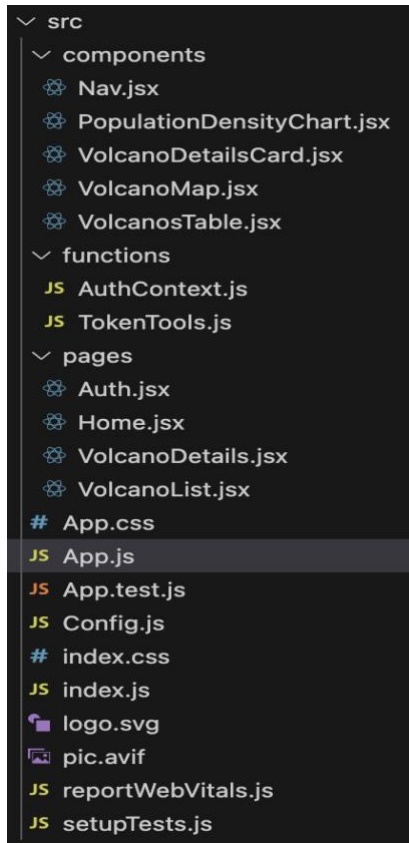 src
components
Nav.jsx
PopulationDensityChart.jsx
VolcanoDetailsCard.jsx
VolcanoMap.jsx
VolcanosTable.jsx
functions
JS AuthContext.js
JS TokenTools.js
pages
Auth.jsx
Home.jsx
VolcanoDetails.jsx
VolcanoList.jsx
# App.css
JS App.js
JS App.test.js
JS Config.js
# index.css
JS index.js
logo.svg
pic.avif
JS reportWebVitals.js
JS setupTests.js